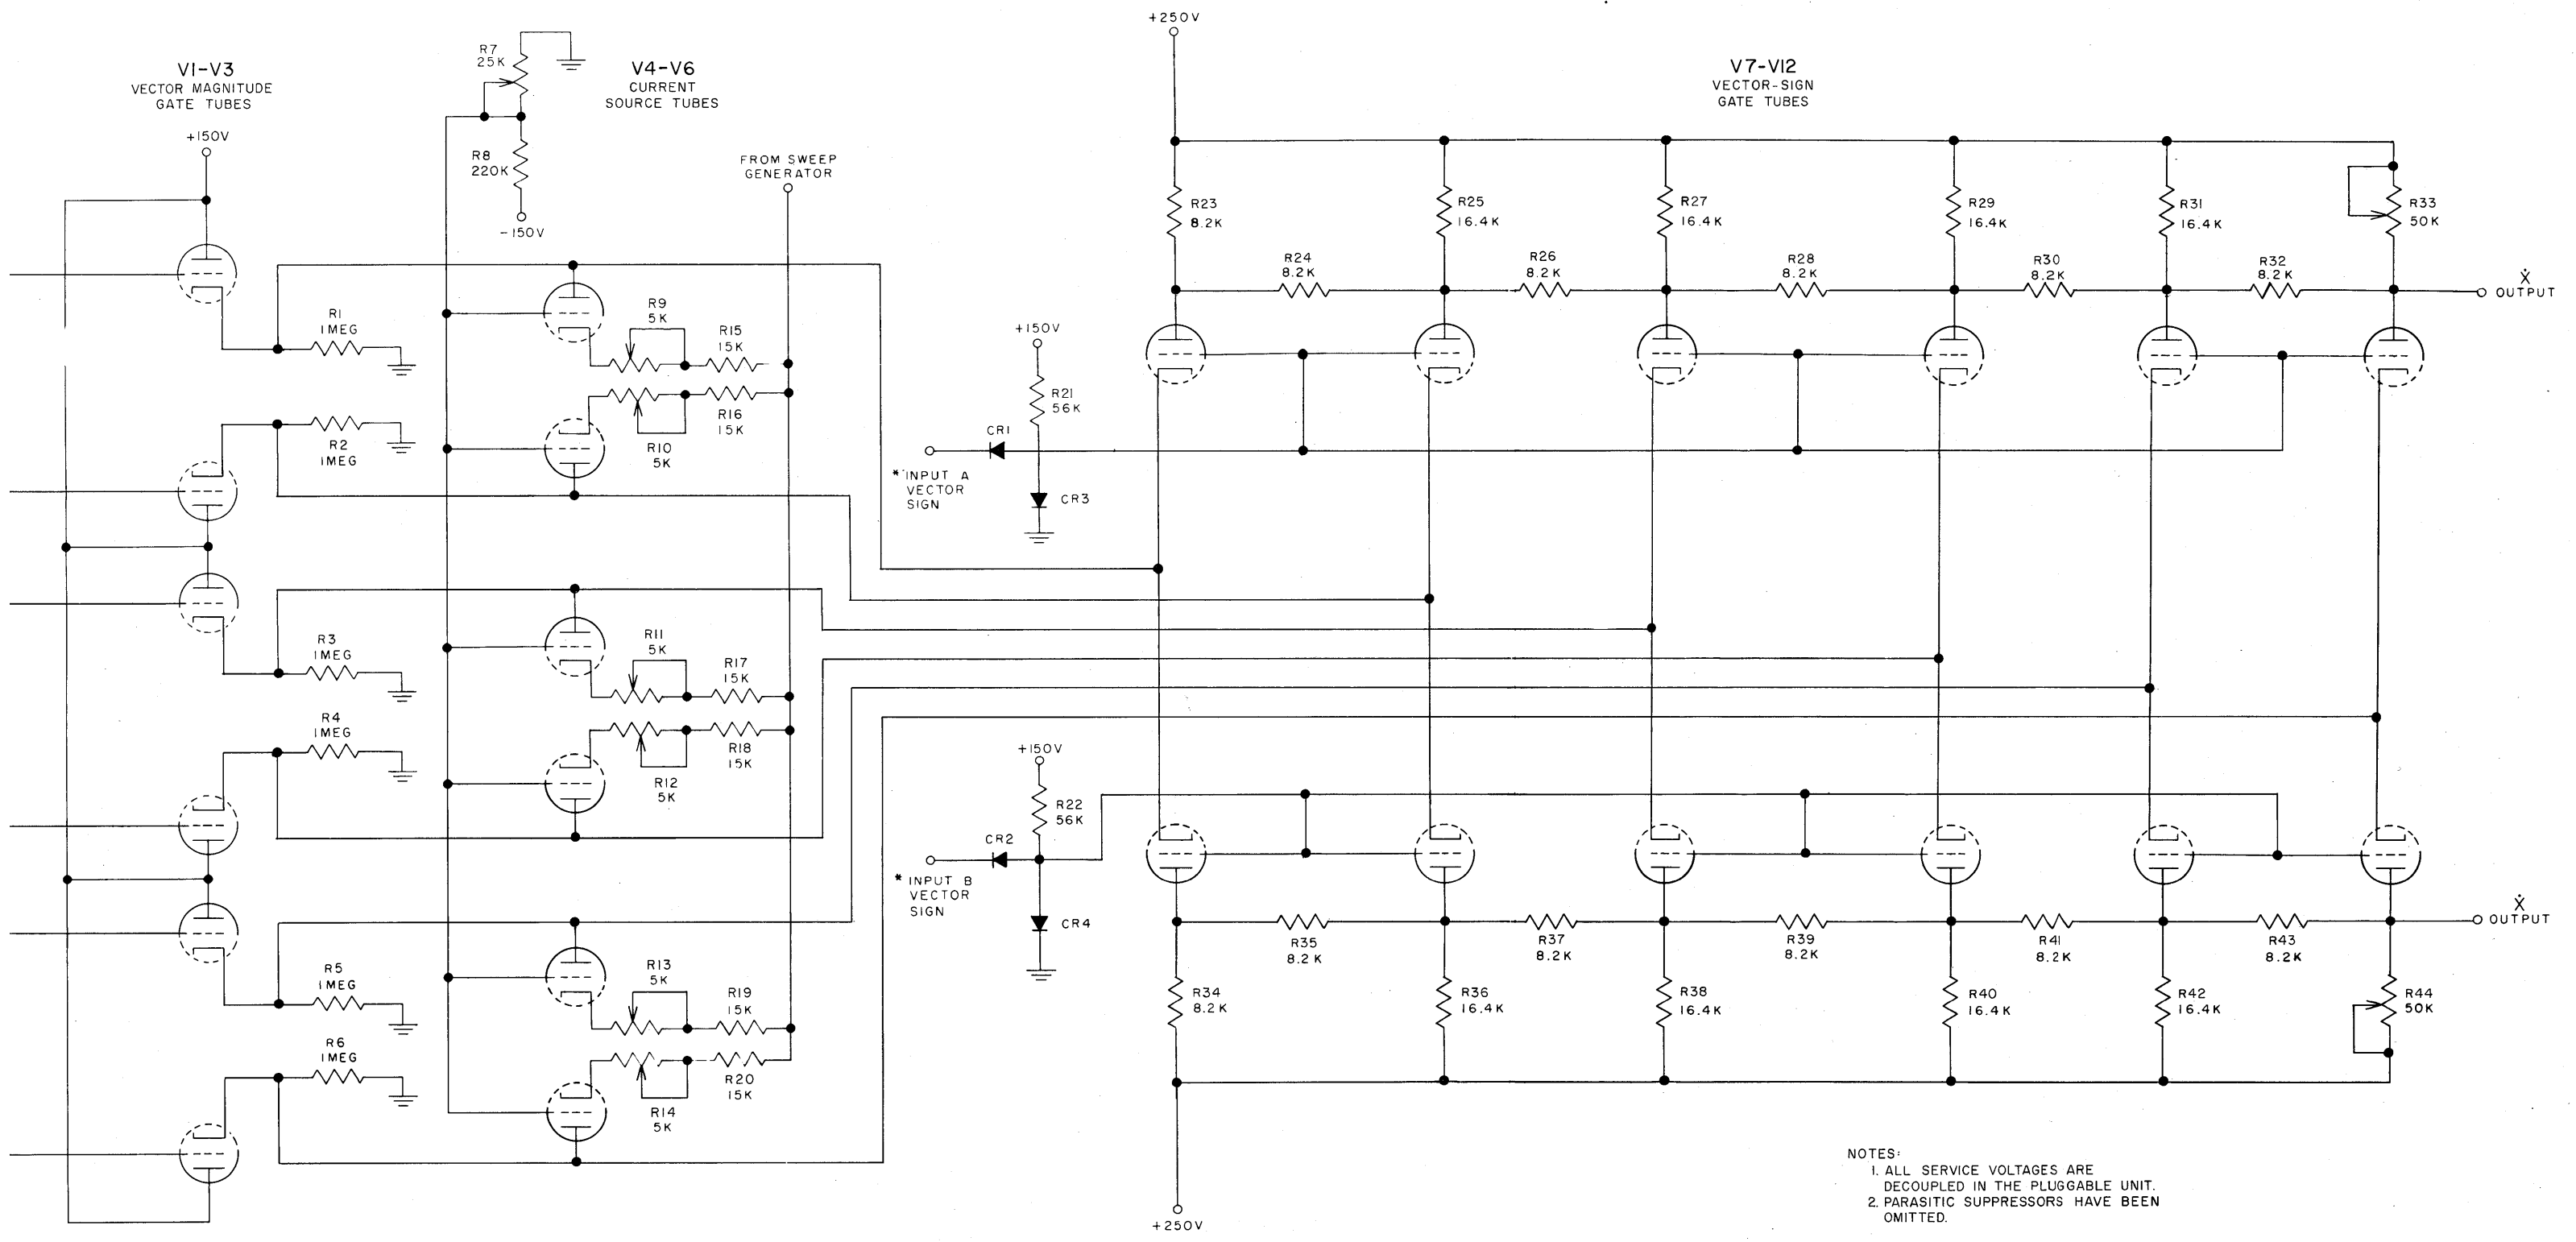 V1-V3
VECTOR MAGNITUDE
GATE TUBES
+150V
R7
25K
R8
220K
-150V
V4-V6
CURRENT
SOURCE TUBES
FROM SWEEP
GENERATOR
+250V
V7-V12
VECTOR-SIGN
GATE TUBES
R1
1MEG
R2
1MEG
R3
1MEG
R4
1MEG
R5
1MEG
R6
1MEG
R9
5K
R15
15K
R16
15K
R10
5K
R11
5K
R17
15K
R18
15K
R12
5K
R13
5K
R19
15K
R20
15K
R14
5K
+150V
R21
56K
CR1
* INPUT A
VECTOR
SIGN
CR3
+150V
R22
56K
CR2
* INPUT B
VECTOR
SIGN
CR4
R23
8.2K
R25
16.4K
R27
16.4K
R29
16.4K
R31
16.4K
R33
50K
R24
8.2K
R26
8.2K
R28
8.2K
R30
8.2K
R32
8.2K
Ẋ
OUTPUT
R35
8.2K
R37
8.2K
R39
8.2K
R41
8.2K
R43
8.2K
Ẋ
OUTPUT
R34
8.2K
R36
16.4K
R38
16.4K
R40
16.4K
R42
16.4K
R44
50K
+250V
NOTES:
1. ALL SERVICE VOLTAGES ARE
DECOUPLED IN THE PLUGGABLE UNIT.
2. PARASITIC SUPPRESSORS HAVE BEEN
OMITTED.